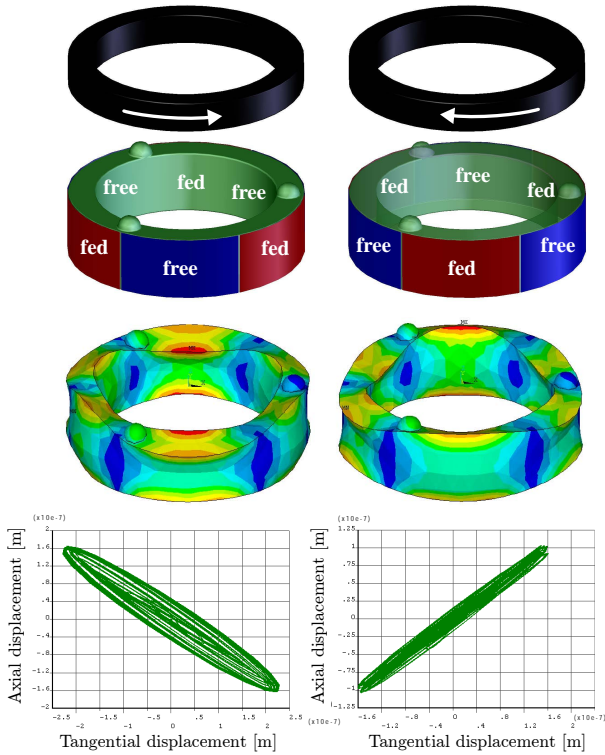 free fed free
fed free fed
fed free fed
free fed free
(x10e-7) (x10e-7)
Axial displacement [m]
2
1.6
1.2
.8
.4
0
-.4
-.8
-1.2
-1.6
-2
-2.5 -1.5 -.5 .5 1.5 2.5
-2 -1 0 1 2
(x10e-7)
Tangential displacement [m]
Axial displacement [m]
1.25
1
.75
.5
.25
0
-.25
-.5
-.75
-1
-1.25
-1.6 -.8 0 .8 1.6
-1.2 -.4 .4 1.2 2
(x10e-7)
Tangential displacement [m]